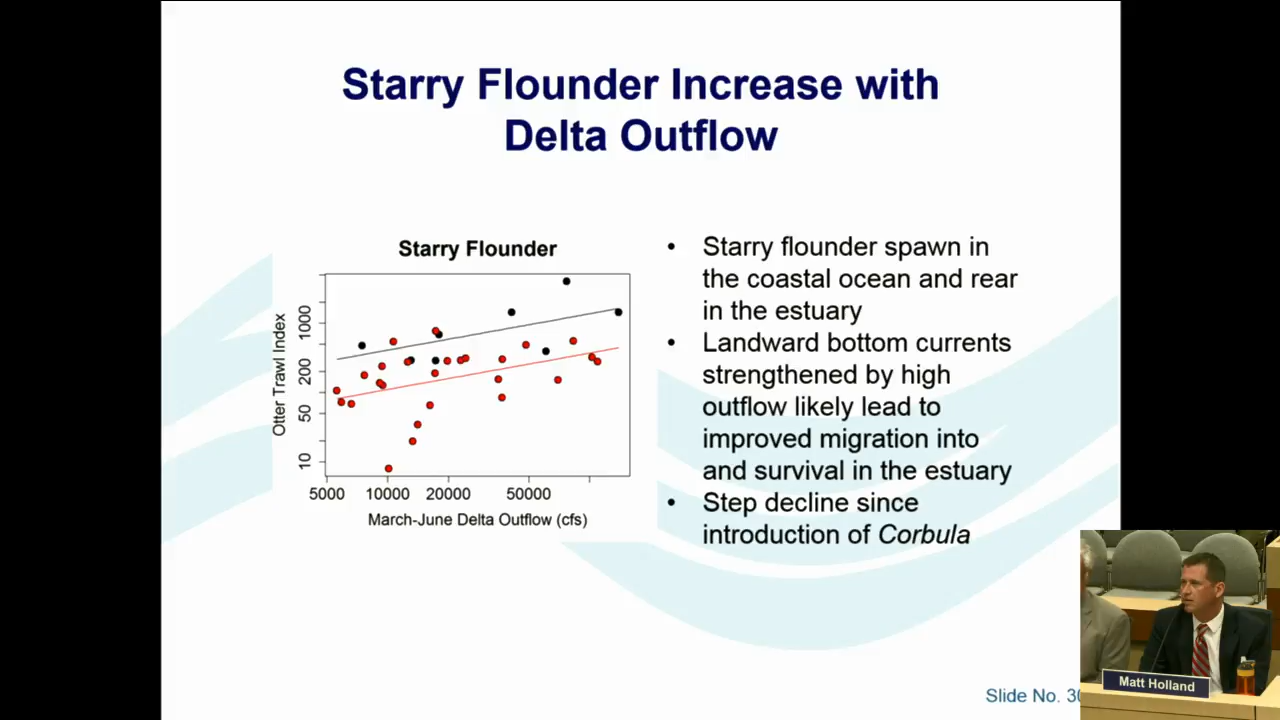 Starry Flounder Increase with
Delta Outflow
Starry Flounder
Otter Trawl Index
1000
200
50
10
5000 10000 20000 50000
March-June Delta Outflow (cfs)
• Starry flounder spawn in
the coastal ocean and rear
in the estuary
• Landward bottom currents
strengthened by high
outflow likely lead to
improved migration into
and survival in the estuary
• Step decline since
introduction of Corbula
Matt Holland
Slide No.